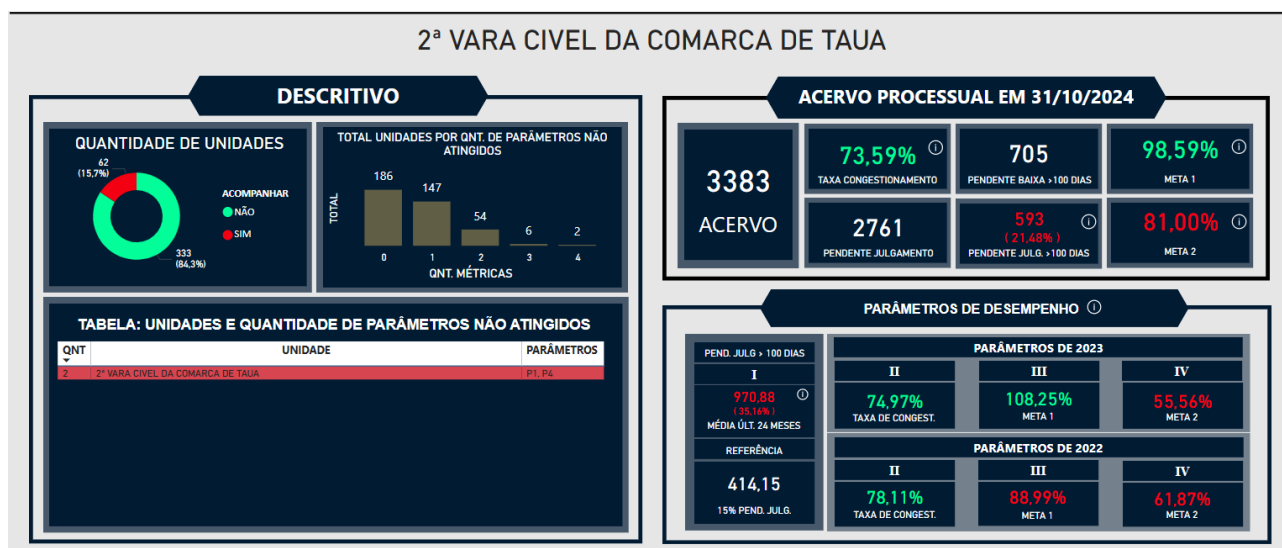 2ª VARA CIVEL DA COMARCA DE TAUA
DESCRITIVO
QUANTIDADE DE UNIDADES
62
(15,7%)
ACOMPANHAR
NÃO
SIM
333
(84,3%)
TOTAL UNIDADES POR QNT. DE PARÂMETROS NÃO
ATINGIDOS
TOTAL
186
147
54
6
2
0 1 2 3 4
QNT. MÉTRICAS
TABELA: UNIDADES E QUANTIDADE DE PARÂMETROS NÃO ATINGIDOS
QNT UNIDADE PARÂMETROS
2 2ª VARA CIVEL DA COMARCA DE TAUA P1, P4
ACERVO PROCESSUAL EM 31/10/2024
3383
ACERVO
73,59%
TAXA CONGESTIONAMENTO
705
PENDENTE BAIXA >100 DIAS
98,59%
META 1
2761
PENDENTE JULGAMENTO
593
( 21,48% )
PENDENTE JULG. >100 DIAS
81,00%
META 2
PARÂMETROS DE DESEMPENHO
PEND. JULG > 100 DIAS
I
970,88
( 35,16% )
MÉDIA ÚLT. 24 MESES
REFERÊNCIA
414,15
15% PEND. JULG.
PARÂMETROS DE 2023
II III IV
74,97% 108,25% 55,56%
TAXA DE CONGEST. META 1 META 2
PARÂMETROS DE 2022
II III IV
78,11% 88,99% 61,87%
TAXA DE CONGEST. META 1 META 2